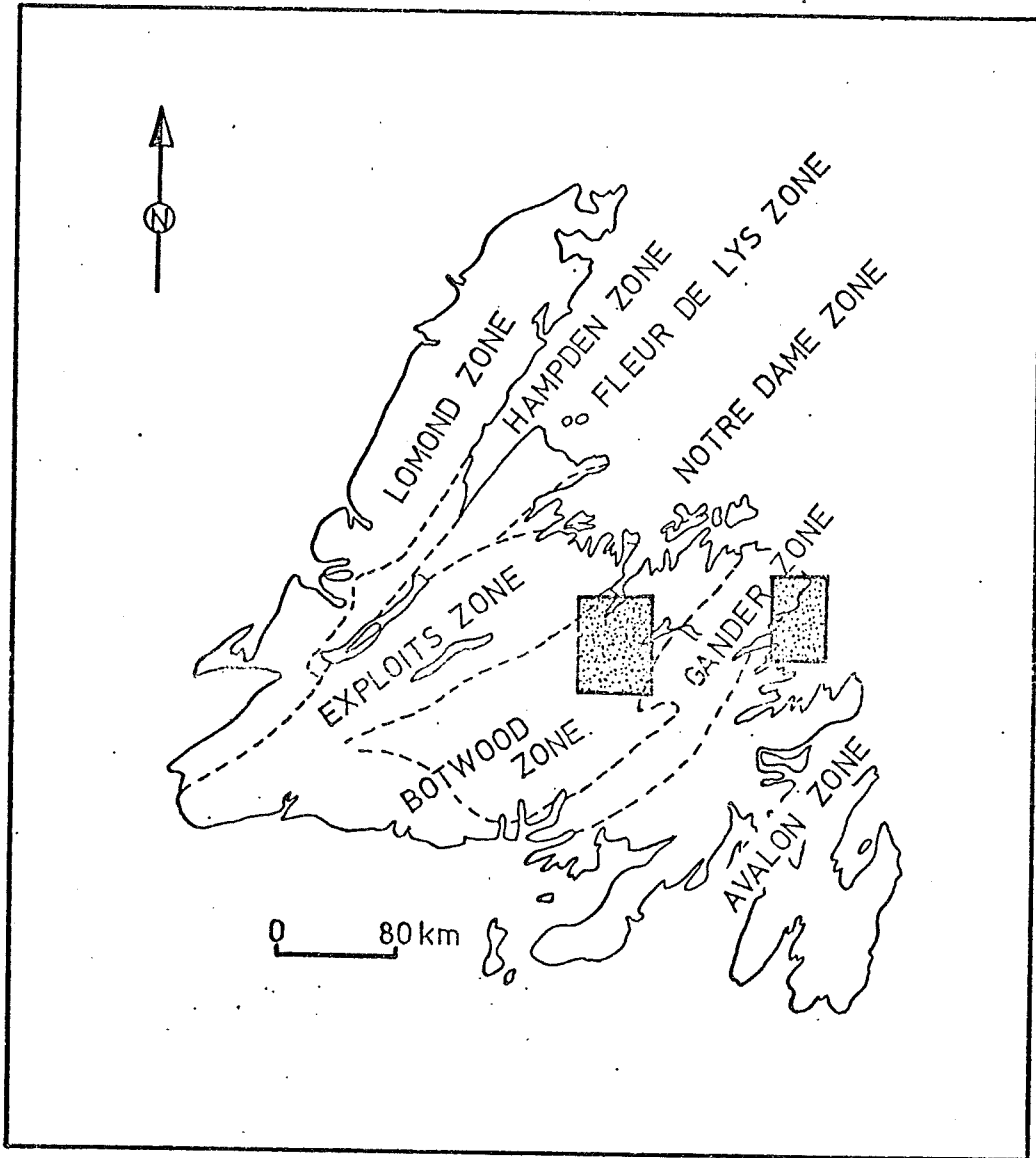 N
LOMOND ZONE
HAMPDEN ZONE
FLEUR DE LYS ZONE
NOTRE DAME ZONE
EXPLOITS ZONE
GANDER ZONE
BOTWOOD
ZONE.
AVALON ZONE
0 80 km